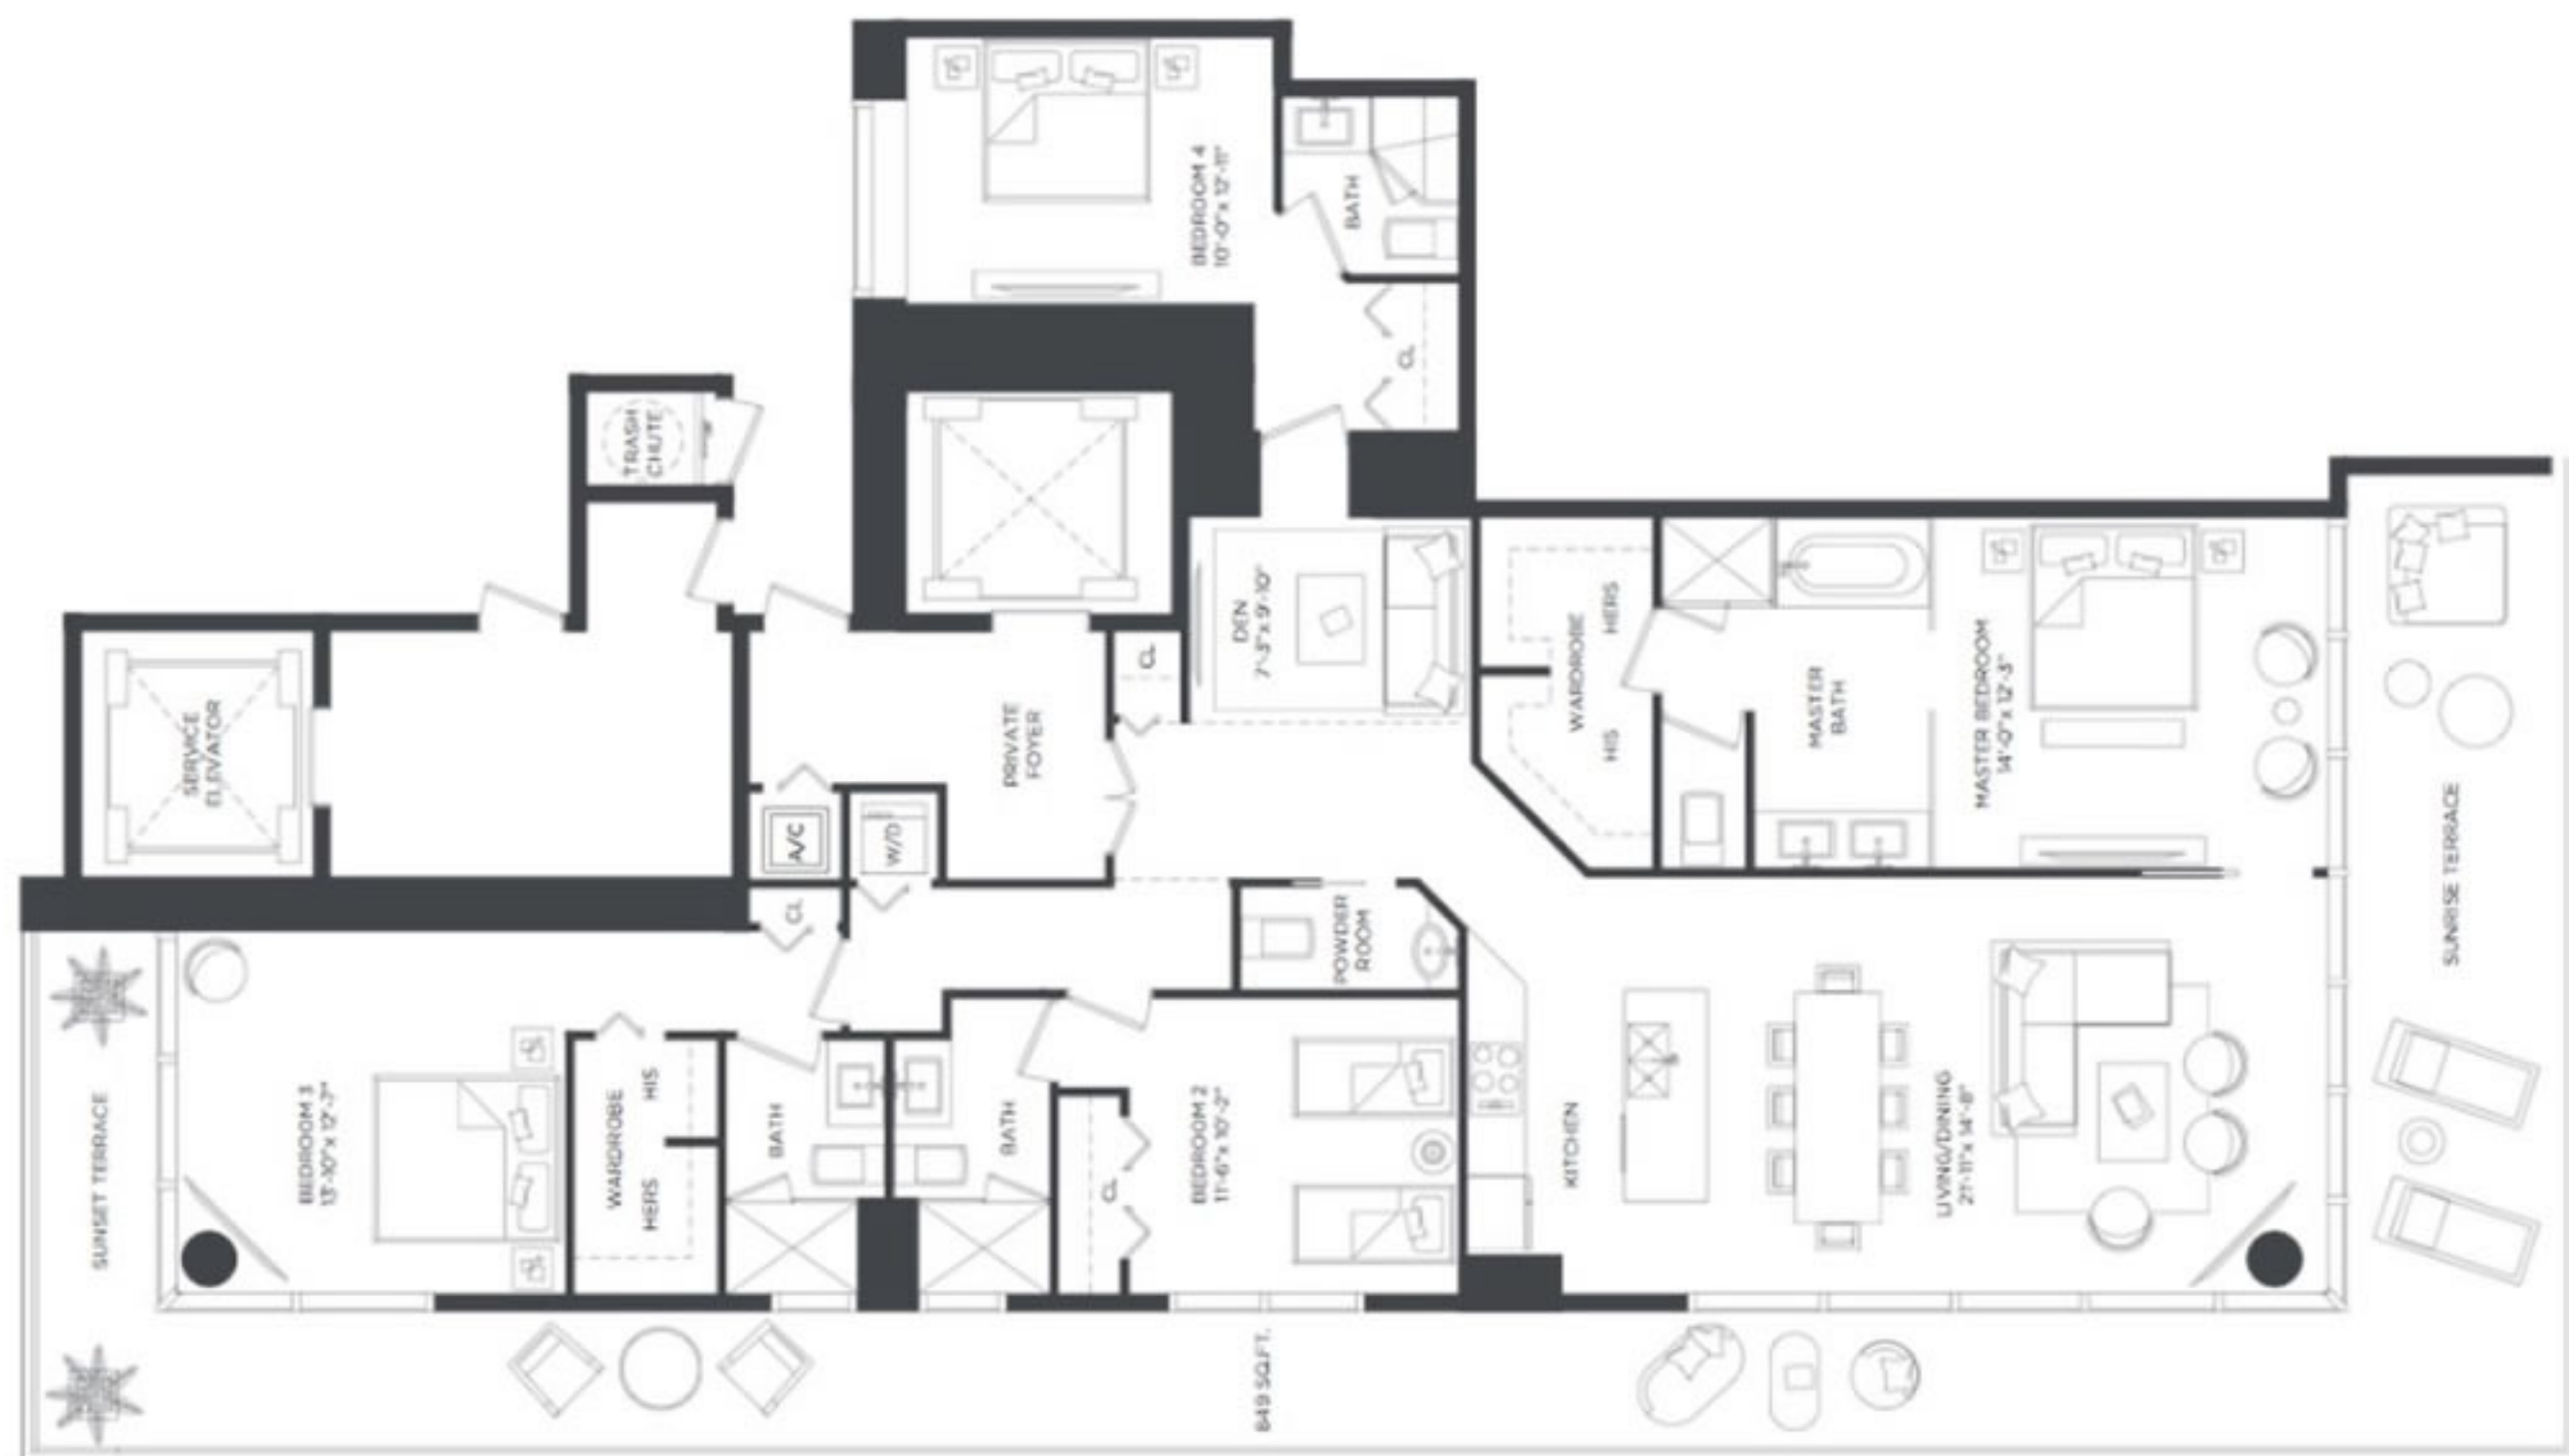 BEDROOM 4
10'-0" x 12'-11"
BATH
CL
TRASH
CHUTE
SERVICE
ELEVATOR
PRIVATE
FOYER
CL
DEN
7'-3" x 9'-10"
WARDROBE
HERS
HIS
MASTER
BATH
MASTER BEDROOM
14'-0" x 12'-3"
SUNRISE TERRACE
A/C
W/D
CL
POWDER
ROOM
SUNSET TERRACE
BEDROOM 3
13'-10" x 12'-7"
WARDROBE
HIS
HERS
BATH
BATH
CL
BEDROOM 2
11'-6" x 10'-2"
KITCHEN
LIVING/DINING
21'-11" x 14'-8"
849 SQ.FT.